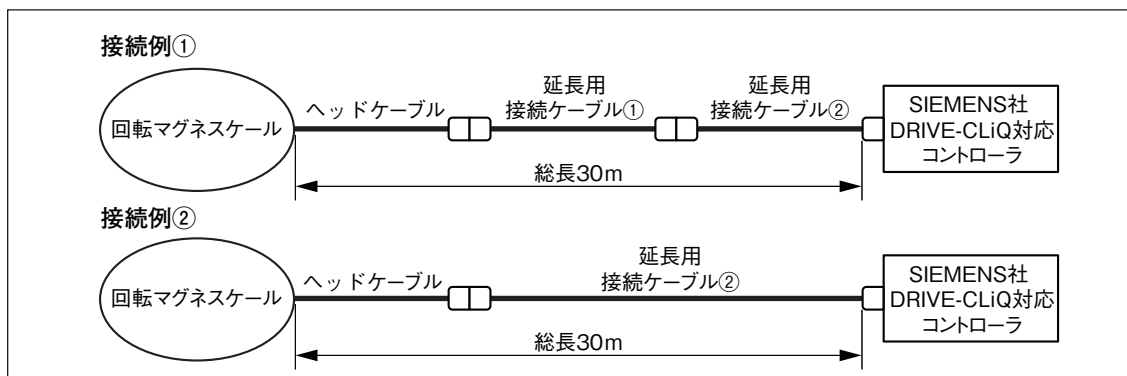 接続例①
回転マグネスケール
ヘッドケーブル
延長用
接続ケーブル①
延長用
接続ケーブル②
SIEMENS社
DRIVE-CLiQ対応
コントローラ
総長30m
接続例②
回転マグネスケール
ヘッドケーブル
延長用
接続ケーブル②
SIEMENS社
DRIVE-CLiQ対応
コントローラ
総長30m